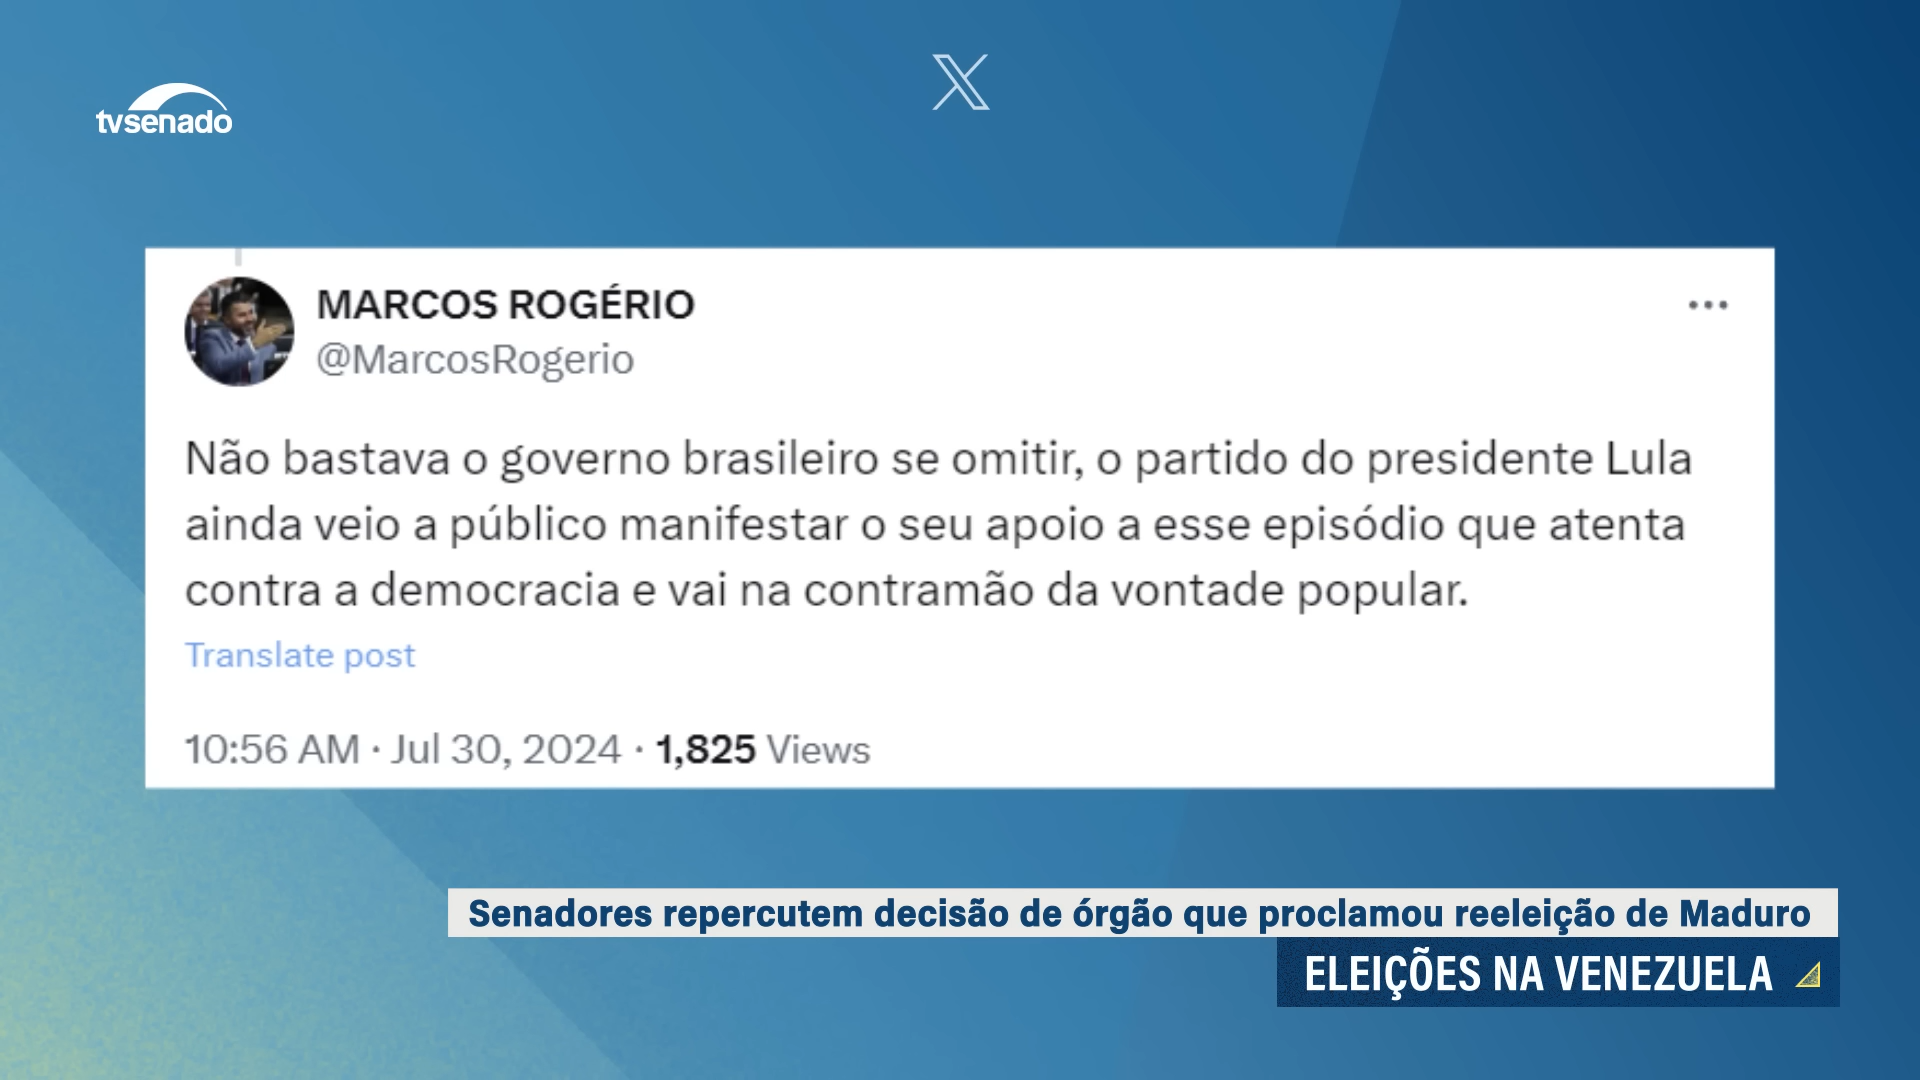 tvsenado
MARCOS ROGÉRIO
@MarcosRogerio
Não bastava o governo brasileiro se omitir, o partido do presidente Lula
ainda veio a público manifestar o seu apoio a esse episódio que atenta
contra a democracia e vai na contramão da vontade popular.
Translate post
10:56 AM · Jul 30, 2024 · 1,825 Views
Senadores repercutem decisão de órgão que proclamou reeleição de Maduro
ELEIÇÕES NA VENEZUELA